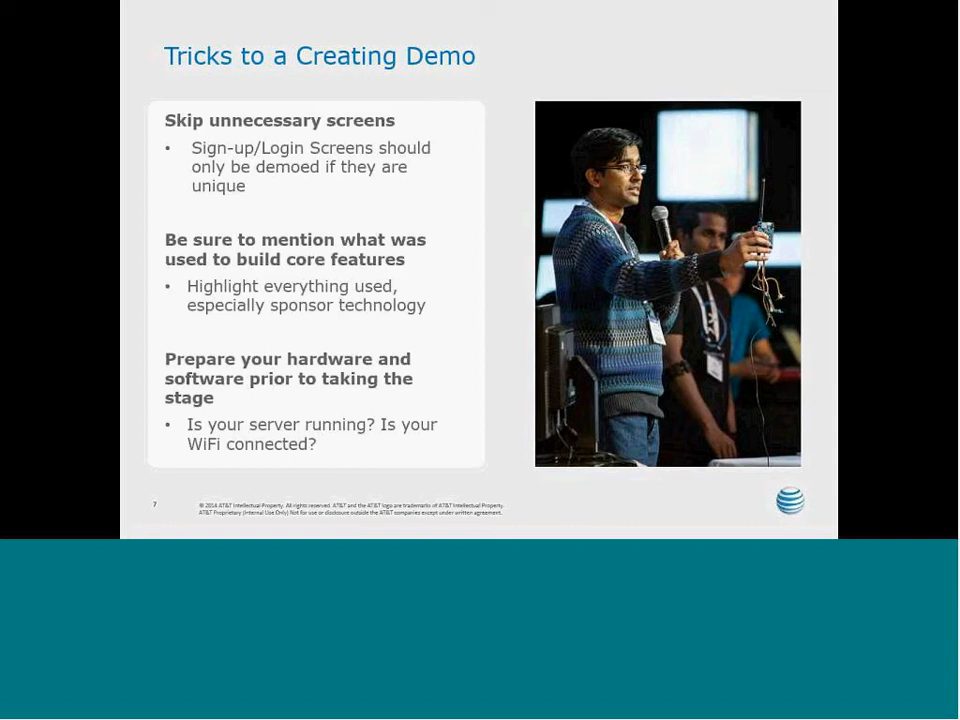 Tricks to a Creating Demo
Skip unnecessary screens
• Sign-up/Login Screens should
only be demoed if they are
unique
Be sure to mention what was
used to build core features
• Highlight everything used,
especially sponsor technology
Prepare your hardware and
software prior to taking the
stage
• Is your server running? Is your
WiFi connected?
7
© 2014 AT&T Intellectual Property. All rights reserved. AT&T and the AT&T logo are trademarks of AT&T Intellectual Property.
AT&T Proprietary (Internal Use Only) Not for use or disclosure outside the AT&T companies except under written agreement.